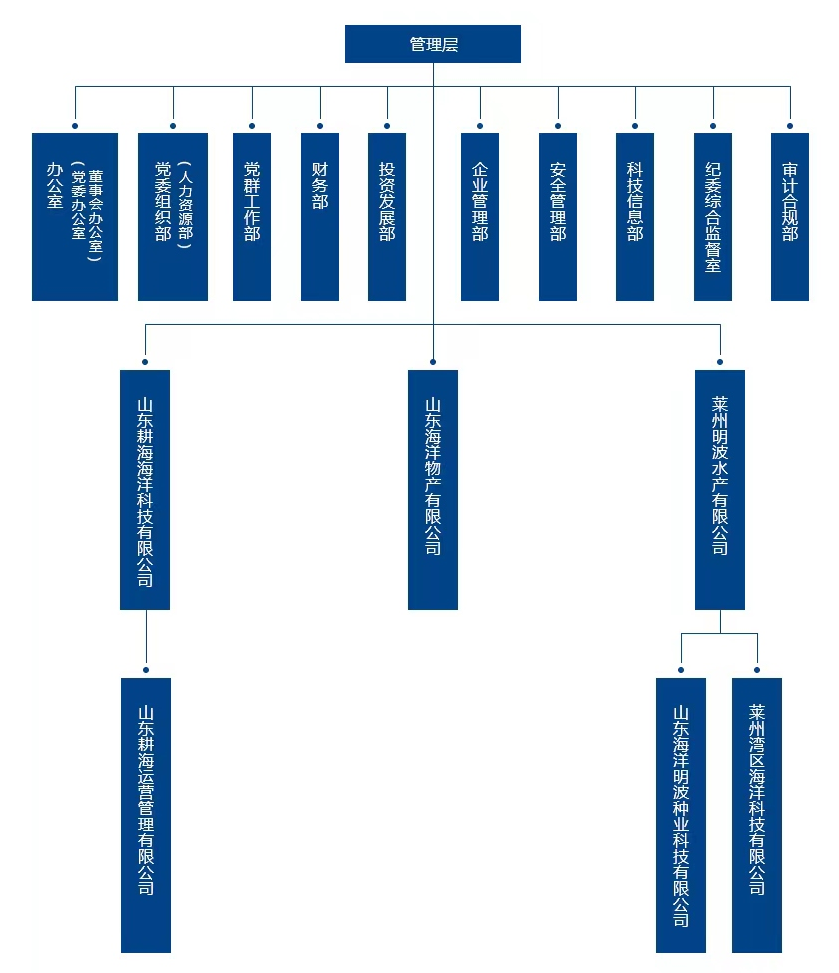 管理层
办公室
(党委办公室
董事会办公室)
党委组织部
(人力资源部)
党群工作部
财务部
投资发展部
企业管理部
安全管理部
科技信息部
纪委综合监督室
审计合规部
山东耕海海洋科技有限公司
山东海洋物产有限公司
莱州明波水产有限公司
山东耕海运营管理有限公司
山东海洋明波种业科技有限公司
莱州湾区海洋科技有限公司